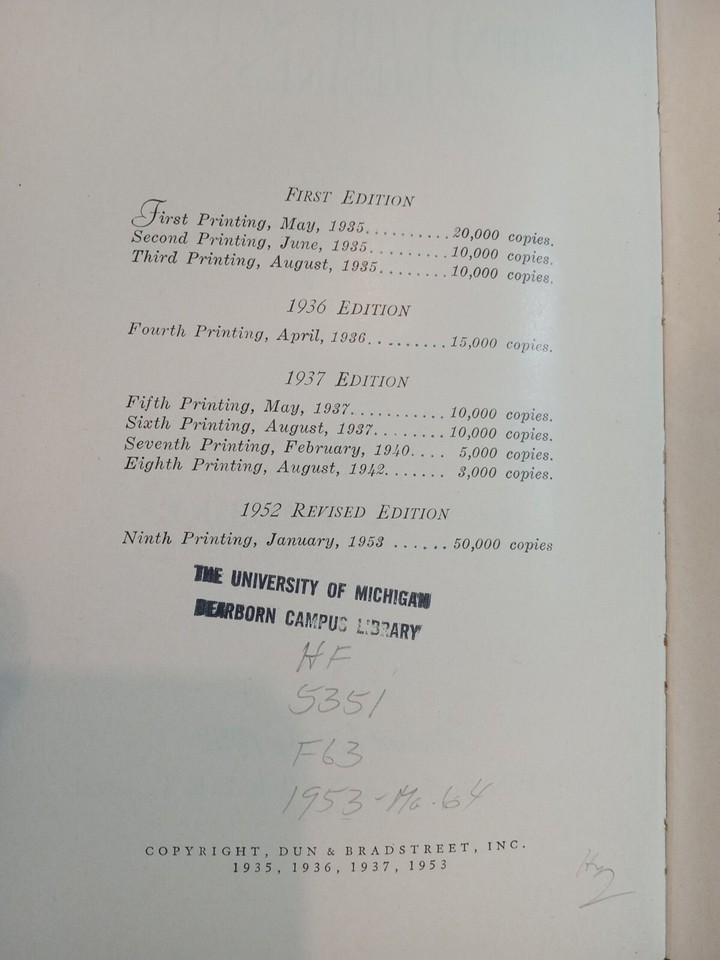 FIRST EDITION
First Printing, May, 1935..........20,000 copies.
Second Printing, June, 1935.........10,000 copies.
Third Printing, August, 1935........10,000 copies.
1936 EDITION
Fourth Printing, April, 1936.........15,000 copies.
1937 EDITION
Fifth Printing, May, 1937...........10,000 copies.
Sixth Printing, August, 1937........10,000 copies.
Seventh Printing, February, 1940.... 5,000 copies.
Eighth Printing, August, 1942....... 3,000 copies.
1952 REVISED EDITION
Ninth Printing, January, 1953 ......50,000 copies
THE UNIVERSITY OF MICHIGAN
DEARBORN CAMPUS LIBRARY
HF
5351
F63
1953-Ma.64
COPYRIGHT, DUN & BRADSTREET, INC.
1935, 1936, 1937, 1953